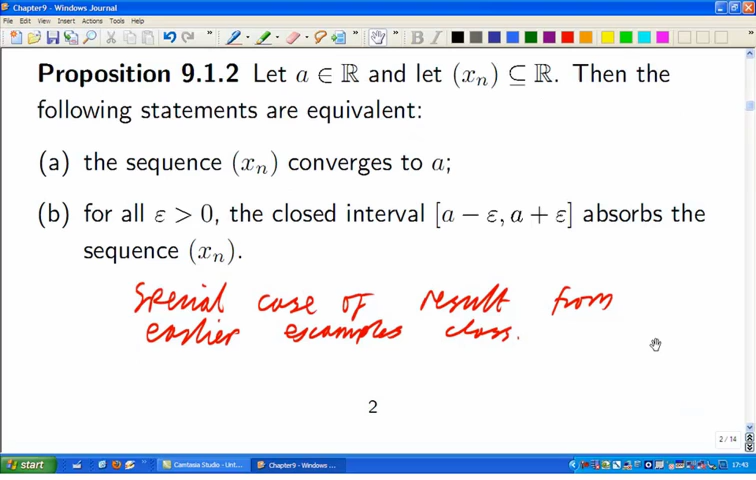 Chapter9 - Windows Journal
File Edit View Insert Actions Tools Help
Proposition 9.1.2 Let a ∈ ℝ and let (xₙ) ⊆ ℝ. Then the
following statements are equivalent:
(a) the sequence (xₙ) converges to a;
(b) for all ε > 0, the closed interval [a − ε, a + ε] absorbs the
sequence (xₙ).
Special case of result from
earlier examples class.
2
2 / 14
start
Camtasia Studio - Unt...
Chapter9 - Windows ...
17:43